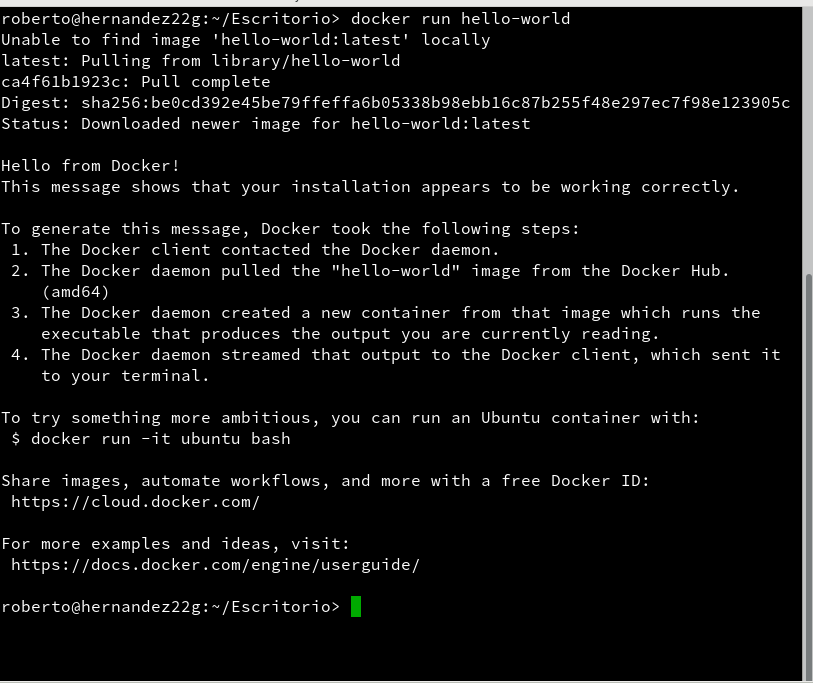 roberto@hernandez22g:~/Escritorio> docker run hello-world
Unable to find image 'hello-world:latest' locally
latest: Pulling from library/hello-world
ca4f61b1923c: Pull complete
Digest: sha256:be0cd392e45be79ffeffa6b05338b98ebb16c87b255f48e297ec7f98e123905c
Status: Downloaded newer image for hello-world:latest

Hello from Docker!
This message shows that your installation appears to be working correctly.

To generate this message, Docker took the following steps:
 1. The Docker client contacted the Docker daemon.
 2. The Docker daemon pulled the "hello-world" image from the Docker Hub.
    (amd64)
 3. The Docker daemon created a new container from that image which runs the
    executable that produces the output you are currently reading.
 4. The Docker daemon streamed that output to the Docker client, which sent it
    to your terminal.

To try something more ambitious, you can run an Ubuntu container with:
 $ docker run -it ubuntu bash

Share images, automate workflows, and more with a free Docker ID:
 https://cloud.docker.com/

For more examples and ideas, visit:
 https://docs.docker.com/engine/userguide/

roberto@hernandez22g:~/Escritorio>